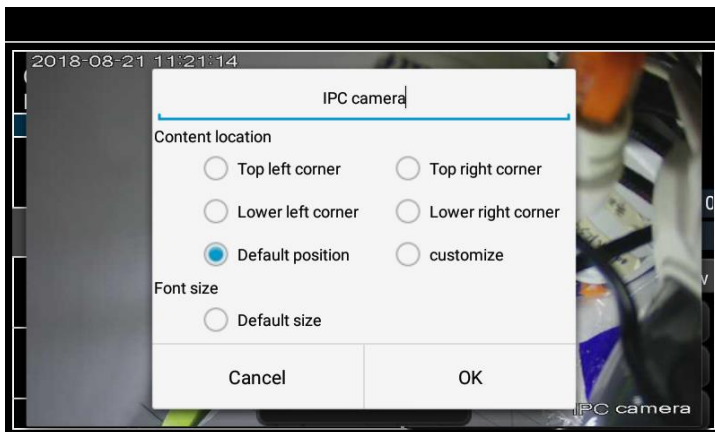 2018-08-21 11:21:14
IPC camera
Content location
Top left corner
Top right corner
Lower left corner
Lower right corner
Default position
customize
Font size
Default size
Cancel
OK
IPC camera